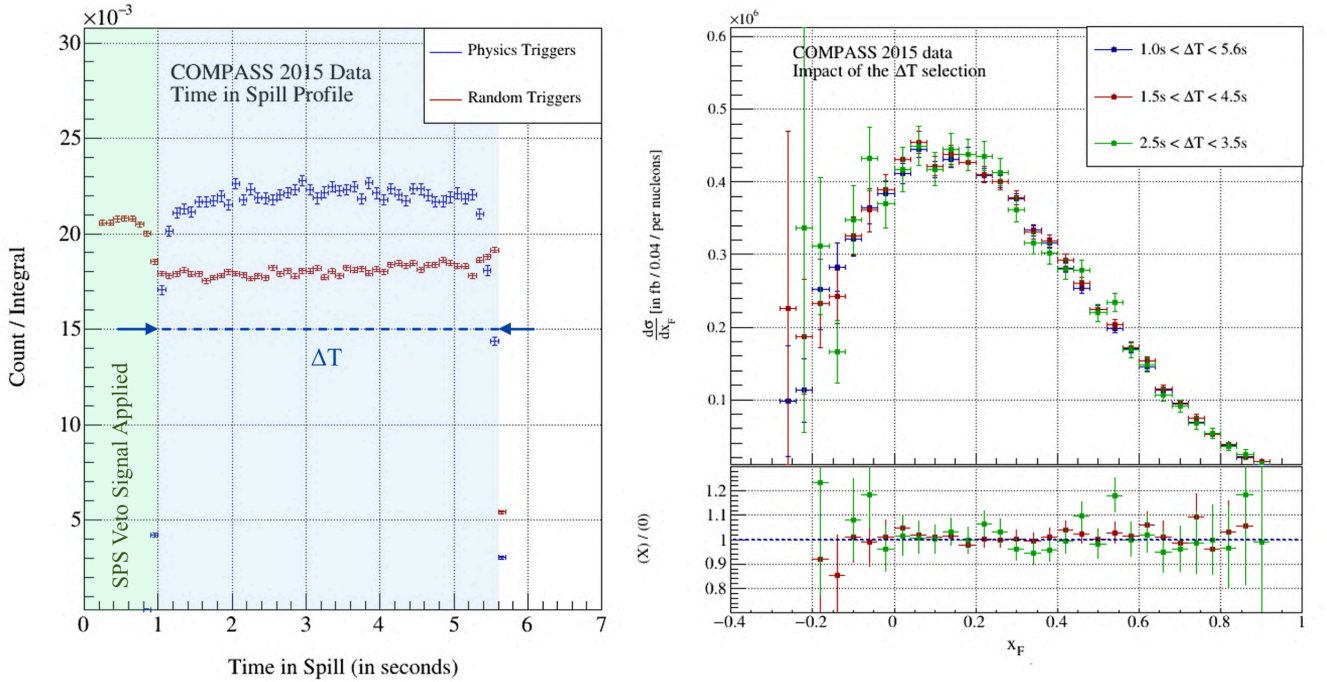 ×10⁻³
30
25
20
15
10
5
Count / Integral
Physics Triggers
Random Triggers
COMPASS 2015 Data
Time in Spill Profile
ΔT
SPS Veto Signal Applied
0 1 2 3 4 5 6 7
Time in Spill (in seconds)
×10⁶
0.6
0.5
0.4
0.3
0.2
0.1
dσ/dx_F [in fb / 0.04 / per nucleons]
COMPASS 2015 data
Impact of the ΔT selection
1.0s < ΔT < 5.6s
1.5s < ΔT < 4.5s
2.5s < ΔT < 3.5s
1.2
1.1
1
0.9
0.8
(X) / (0)
−0.4 −0.2 0 0.2 0.4 0.6 0.8 1
x_F